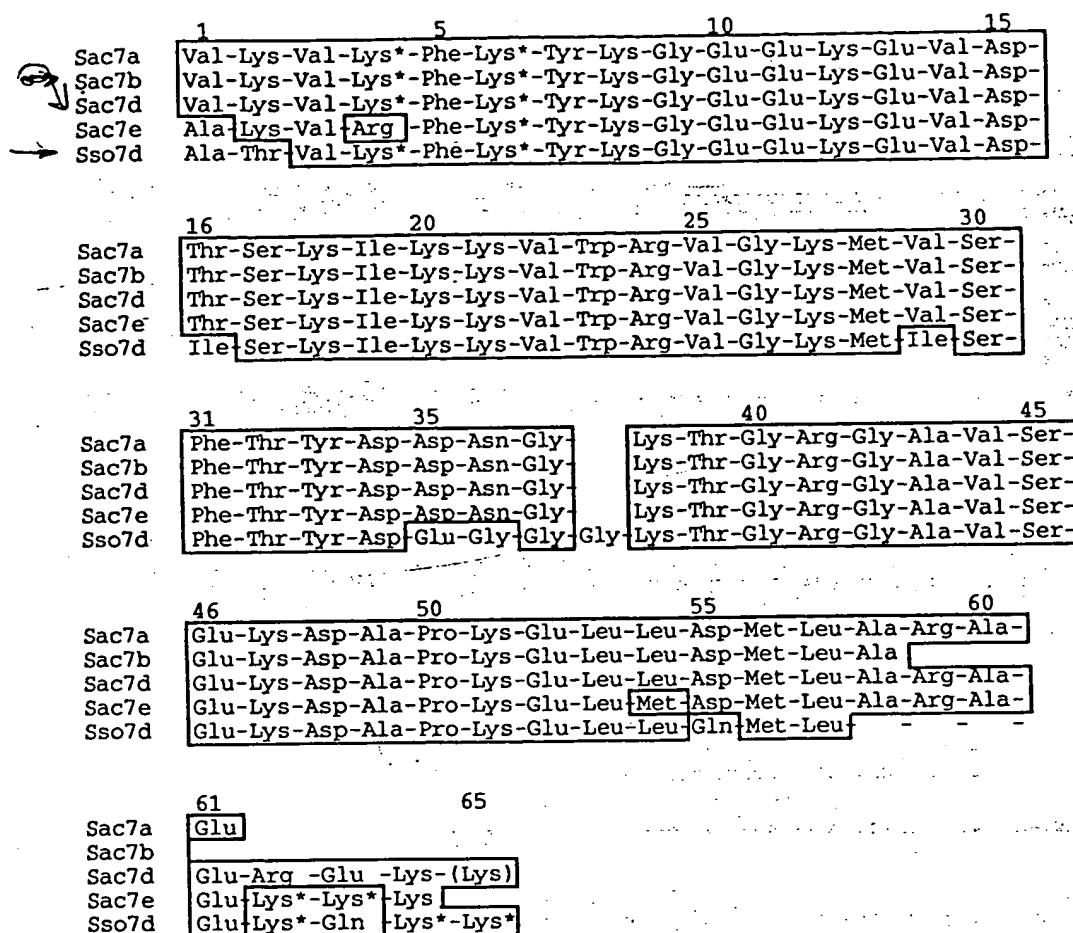 1 5 10 15
Sac7a Val-Lys-Val-Lys*-Phe-Lys*-Tyr-Lys-Gly-Glu-Glu-Lys-Glu-Val-Asp-
Sac7b Val-Lys-Val-Lys*-Phe-Lys*-Tyr-Lys-Gly-Glu-Glu-Lys-Glu-Val-Asp-
Sac7d Val-Lys-Val-Lys*-Phe-Lys*-Tyr-Lys-Gly-Glu-Glu-Lys-Glu-Val-Asp-
Sac7e Ala-Lys-Val-Arg -Phe-Lys*-Tyr-Lys-Gly-Glu-Glu-Lys-Glu-Val-Asp-
Sso7d Ala-Thr-Val-Lys*-Phe-Lys*-Tyr-Lys-Gly-Glu-Glu-Lys-Glu-Val-Asp-
16 20 25 30
Sac7a Thr-Ser-Lys-Ile-Lys-Lys-Val-Trp-Arg-Val-Gly-Lys-Met-Val-Ser-
Sac7b Thr-Ser-Lys-Ile-Lys-Lys-Val-Trp-Arg-Val-Gly-Lys-Met-Val-Ser-
Sac7d Thr-Ser-Lys-Ile-Lys-Lys-Val-Trp-Arg-Val-Gly-Lys-Met-Val-Ser-
Sac7e Thr-Ser-Lys-Ile-Lys-Lys-Val-Trp-Arg-Val-Gly-Lys-Met-Val-Ser-
Sso7d Ile-Ser-Lys-Ile-Lys-Lys-Val-Trp-Arg-Val-Gly-Lys-Met-Ile-Ser-
31 35 40 45
Sac7a Phe-Thr-Tyr-Asp-Asp-Asn-Gly- Lys-Thr-Gly-Arg-Gly-Ala-Val-Ser-
Sac7b Phe-Thr-Tyr-Asp-Asp-Asn-Gly- Lys-Thr-Gly-Arg-Gly-Ala-Val-Ser-
Sac7d Phe-Thr-Tyr-Asp-Asp-Asn-Gly- Lys-Thr-Gly-Arg-Gly-Ala-Val-Ser-
Sac7e Phe-Thr-Tyr-Asp-Asp-Asn-Gly- Lys-Thr-Gly-Arg-Gly-Ala-Val-Ser-
Sso7d Phe-Thr-Tyr-Asp-Glu-Gly-Gly-Gly-Lys-Thr-Gly-Arg-Gly-Ala-Val-Ser-
46 50 55 60
Sac7a Glu-Lys-Asp-Ala-Pro-Lys-Glu-Leu-Leu-Asp-Met-Leu-Ala-Arg-Ala-
Sac7b Glu-Lys-Asp-Ala-Pro-Lys-Glu-Leu-Leu-Asp-Met-Leu-Ala
Sac7d Glu-Lys-Asp-Ala-Pro-Lys-Glu-Leu-Leu-Asp-Met-Leu-Ala-Arg-Ala-
Sac7e Glu-Lys-Asp-Ala-Pro-Lys-Glu-Leu-Met-Asp-Met-Leu-Ala-Arg-Ala-
Sso7d Glu-Lys-Asp-Ala-Pro-Lys-Glu-Leu-Leu-Gln-Met-Leu- - - -
61 65
Sac7a Glu
Sac7b
Sac7d Glu-Arg -Glu -Lys-(Lys)
Sac7e Glu-Lys*-Lys*-Lys
Sso7d Glu-Lys*-Gln -Lys*-Lys*